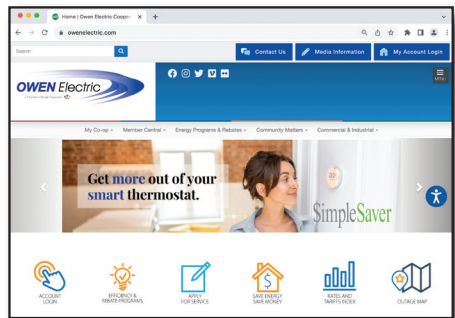 Home | Owen Electric Cooper
owenelectric.com
Search
Contact Us
Media Information
My Account Login
OWEN Electric
MENU
My Co-op
Member Central
Energy Programs & Rebates
Community Matters
Commercial & Industrial
Get more out of your
smart thermostat.
SimpleSaver
ACCOUNT
LOGIN
EFFICIENCY &
REBATE PROGRAMS
APPLY
FOR SERVICE
SAVE ENERGY
SAVE MONEY
RATES AND
TARIFFS INDEX
OUTAGE MAP